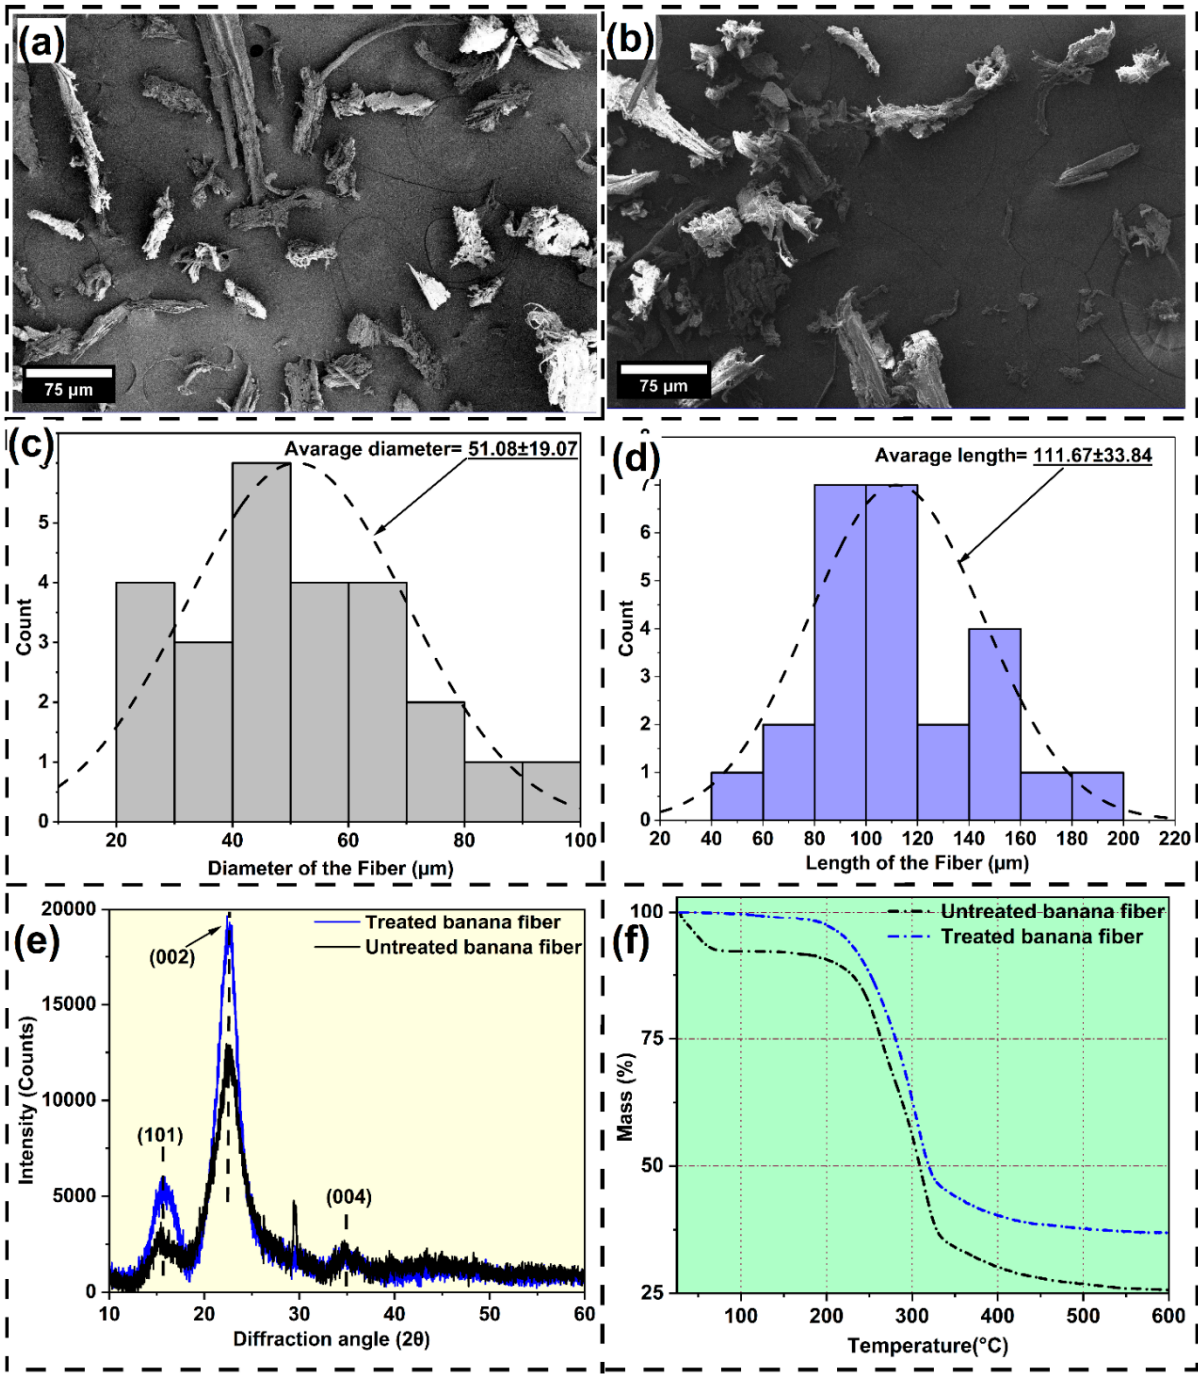 (a)
75 µm
(b)
75 µm
(c)
Avarage diameter= 51.08±19.07
6
5
4
3
2
1
0
Count
20 40 60 80 100
Diameter of the Fiber (µm)
(d)
Avarage length= 111.67±33.84
7
6
5
4
3
2
1
0
Count
20 40 60 80 100 120 140 160 180 200 220
Length of the Fiber (µm)
(e)
Treated banana fiber
Untreated banana fiber
(002)
(101)
(004)
20000
15000
10000
5000
0
Intensity (Counts)
10 20 30 40 50 60
Diffraction angle (2θ)
(f)
Untreated banana fiber
Treated banana fiber
100
75
50
25
Mass (%)
100 200 300 400 500 600
Temperature(°C)